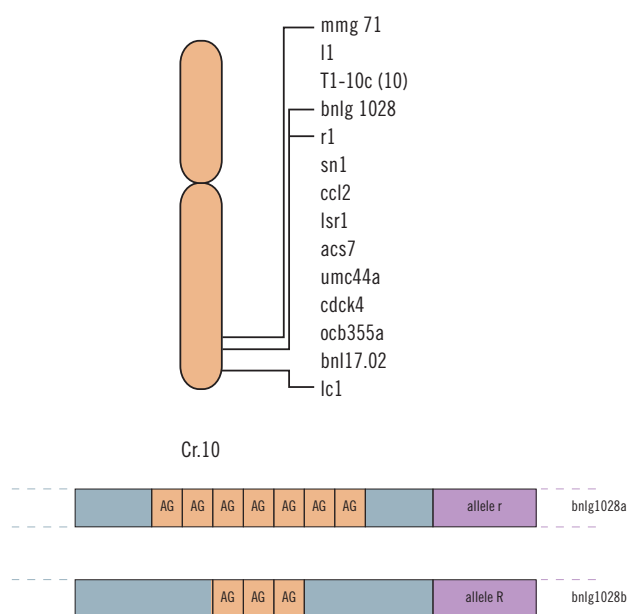 mmg 71
l1
T1-10c (10)
bnlg 1028
r1
sn1
ccl2
lsr1
acs7
umc44a
cdck4
ocb355a
bnl17.02
lc1
Cr.10
AG AG AG AG AG AG AG allele r bnlg1028a
AG AG AG allele R bnlg1028b